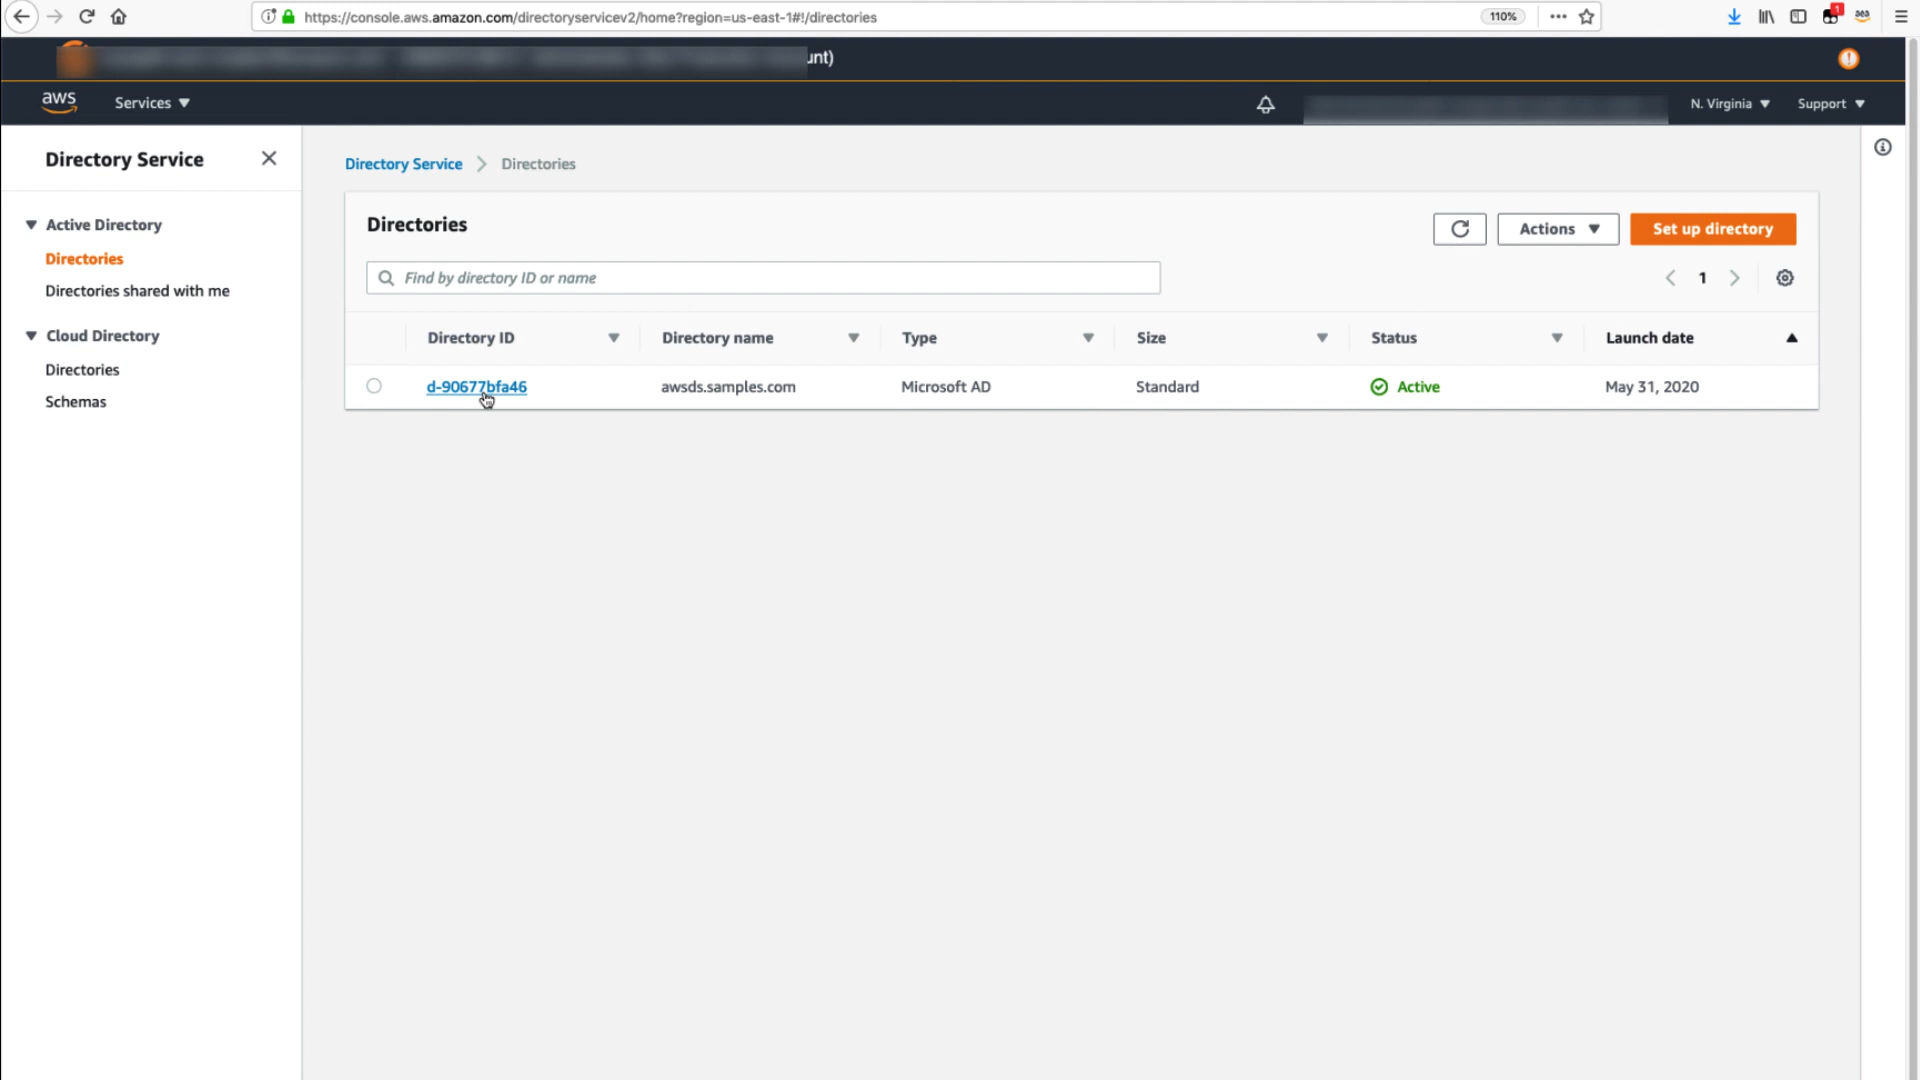 https://console.aws.amazon.com/directoryservicev2/home?region=us-east-1#!/directories
110%
1
unt)
aws
Services
N. Virginia
Support
Directory Service
Active Directory
Directories
Directories shared with me
Cloud Directory
Directories
Schemas
Directory Service > Directories
Directories
Actions
Set up directory
Find by directory ID or name
1
Directory ID Directory name Type Size Status Launch date
d-90677bfa46 awsds.samples.com Microsoft AD Standard Active May 31, 2020